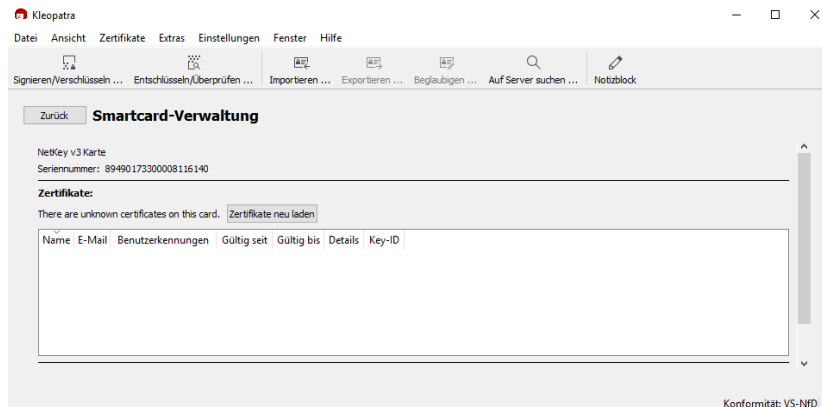 Kleopatra
Datei Ansicht Zertifikate Extras Einstellungen Fenster Hilfe
Signieren/Verschlüsseln ... Entschlüsseln/Überprüfen ... Importieren ... Exportieren ... Beglaubigen ... Auf Server suchen ... Notizblock
Zurück Smartcard-Verwaltung
NetKey v3 Karte
Seriennummer: 89490173300008116140
Zertifikate:
There are unknown certificates on this card. Zertifikate neu laden
Name E-Mail Benutzerkennungen Gültig seit Gültig bis Details Key-ID
Konformität: VS-NfD